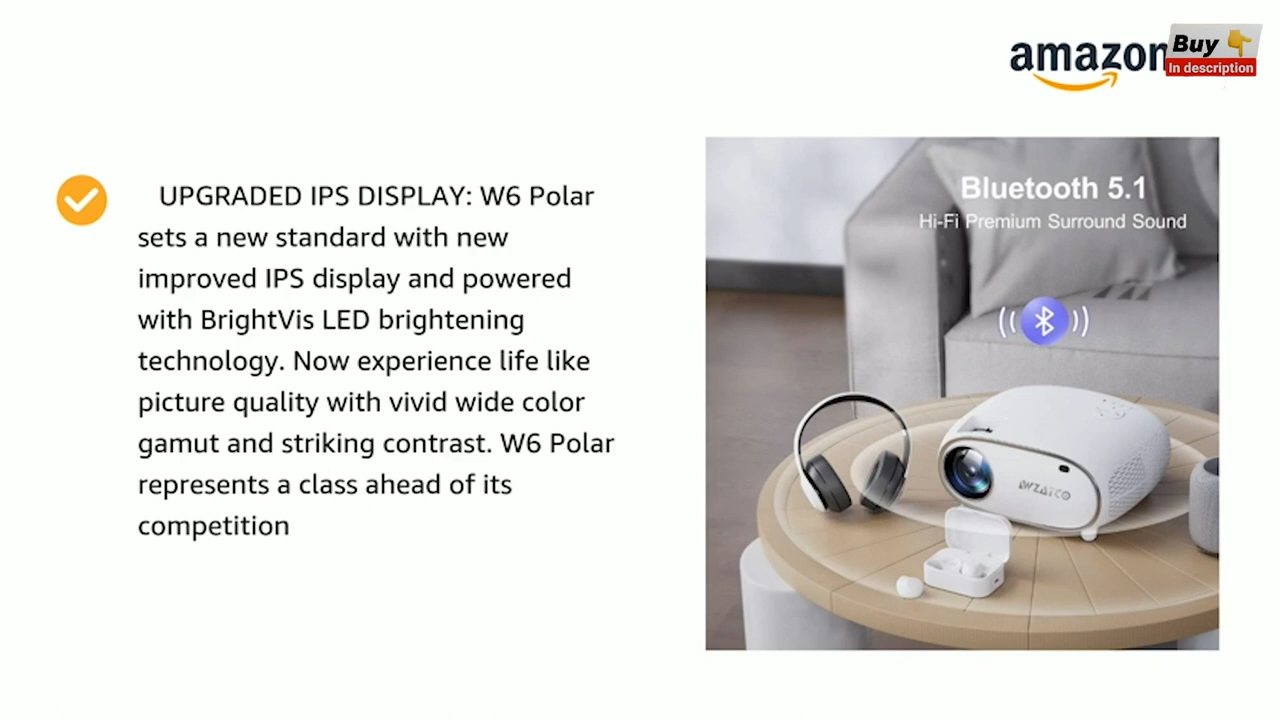 amazon
Buy
In description
UPGRADED IPS DISPLAY: W6 Polar
sets a new standard with new
improved IPS display and powered
with BrightVis LED brightening
technology. Now experience life like
picture quality with vivid wide color
gamut and striking contrast. W6 Polar
represents a class ahead of its
competition
Bluetooth 5.1
Hi-Fi Premium Surround Sound
WZATCO